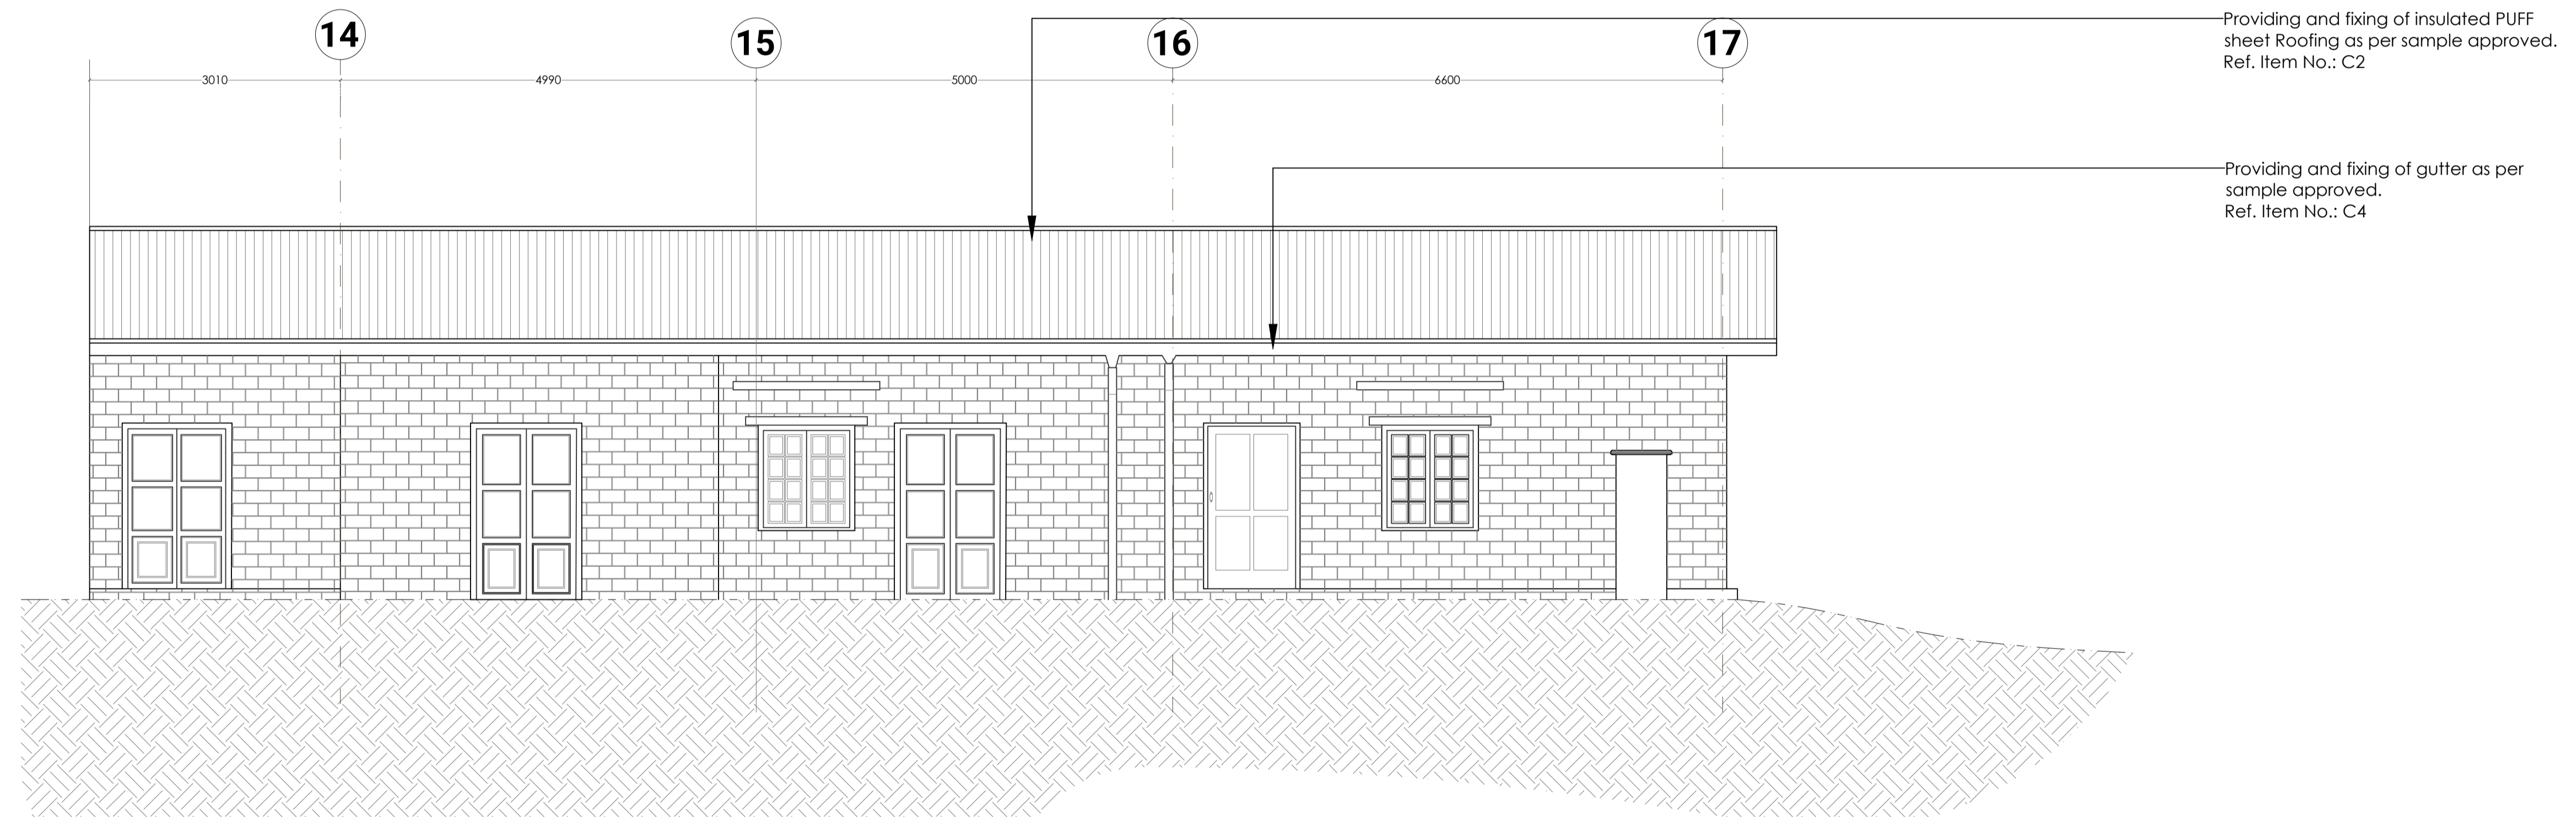 14
15
16
17
3010
4990
5000
6600
Providing and fixing of insulated PUFF
sheet Roofing as per sample approved.
Ref. Item No.: C2
Providing and fixing of gutter as per
sample approved.
Ref. Item No.: C4